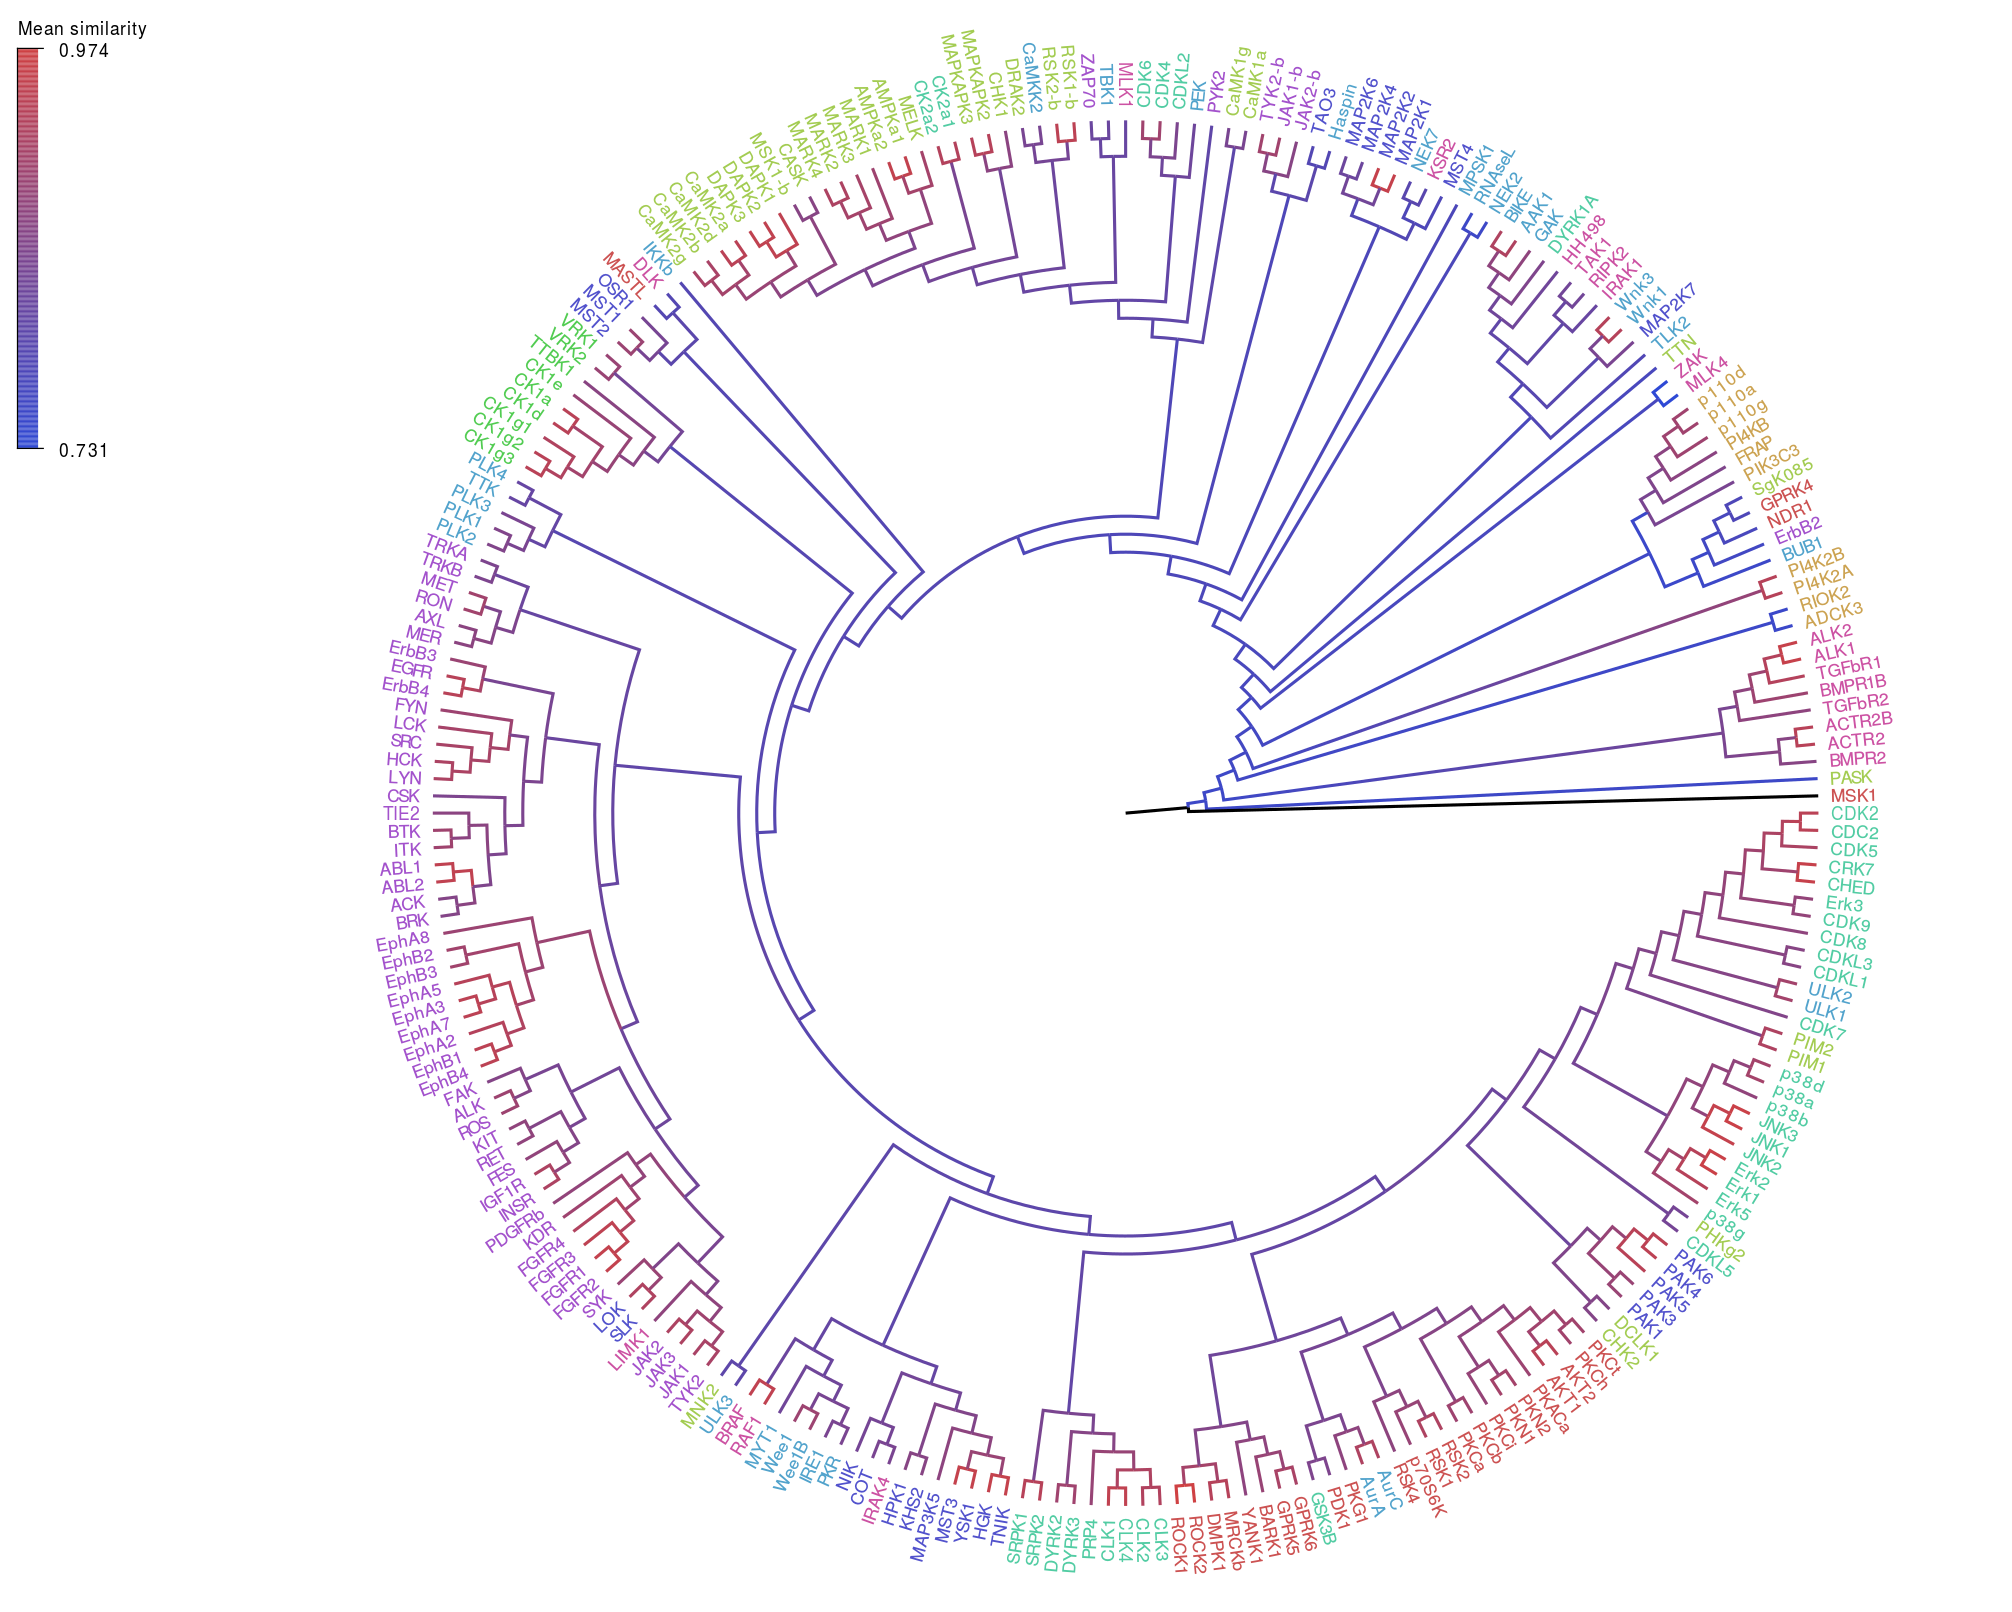 Mean similarity
0.974
0.731
MAPKAPK3
MAPKAPK2
CHK1
DRAK2
CaMKK2
RSK2-b
RSK1-b
ZAP70
TBK1
MLK1
CDK6
CDK4
CDKL2
PEK
PYK2
CaMK1g
CaMK1a
TYK2-b
JAK1-b
JAK2-b
TAO3
Haspin
MAP2K6
MAP2K4
MAP2K2
MAP2K1
NEK7
KSR2
MST4
MPSK1
RNAseL
NEK2
BIKE
AAK1
GAK
DYRK1A
HH498
TAK1
RIPK2
IRAK1
Wnk3
Wnk1
MAP2K7
TLK2
TTN
ZAK
MLK4
p110d
p110a
p110g
PI4KB
FRAP
PIK3C3
SgK085
GPRK4
NDR1
ErbB2
BUB1
PI4K2B
PI4K2A
RIOK2
ADCK3
ALK2
ALK1
TGFbR1
BMPR1B
TGFbR2
ACTR2B
ACTR2
BMPR2
PASK
MSK1
CDK2
CDC2
CDK5
CRK7
CHED
Erk3
CDK9
CDK8
CDKL3
CDKL1
ULK2
ULK1
CDK7
PIM2
PIM1
p38d
p38a
p38b
JNK3
JNK1
JNK2
Erk2
Erk1
Erk5
p38g
PHKg2
CDKL5
PAK6
PAK4
PAK5
PAK3
PAK1
DCLK1
CHK2
PKCt
PKCh
AKT2
AKT1
PKACa
PKN2
PKN1
PKCi
PKCb
PKCa
RSK2
RSK1
p70S6K
RSK4
AurC
AurA
PKG1
PDK1
GSK3B
GPRK6
GPRK5
BARK1
YANK1
MRCKb
DMPK1
ROCK2
ROCK1
CLK3
CLK2
CLK4
CLK1
PRP4
DYRK3
DYRK2
SRPK2
SRPK1
TNIK
HGK
YSK1
MST3
MAP3K5
KHS2
HPK1
IRAK4
COT
NIK
PKR
IRE1
Wee1B
Wee1
MYT1
RAF1
BRAF
ULK3
MNK2
TYK2
JAK1
JAK3
JAK2
LIMK1
SLK
LOK
SYK
FGFR2
FGFR1
FGFR3
FGFR4
KDR
PDGFRb
INSR
IGF1R
FES
RET
KIT
ROS
ALK
FAK
EphB4
EphB1
EphA2
EphA7
EphA3
EphA5
EphB3
EphB2
EphA8
BRK
ACK
ABL2
ABL1
ITK
BTK
TIE2
CSK
LYN
HCK
SRC
LCK
FYN
ErbB4
EGFR
ErbB3
MER
AXL
RON
MET
TRKB
TRKA
PLK2
PLK1
PLK3
TTK
PLK4
CK1g3
CK1g2
CK1g1
CK1d
CK1a
CK1e
TTBK1
VRK2
VRK1
MST2
MST1
OSR1
MASTL
DLK
IKKb
CaMK2g
CaMK2b
CaMK2d
CaMK2a
DAPK3
DAPK2
DAPK1
MSK1-b
CASK
MARK4
MARK2
MARK3
MARK1
AMPKa2
AMPKa1
MELK
CK2a2
CK2a1